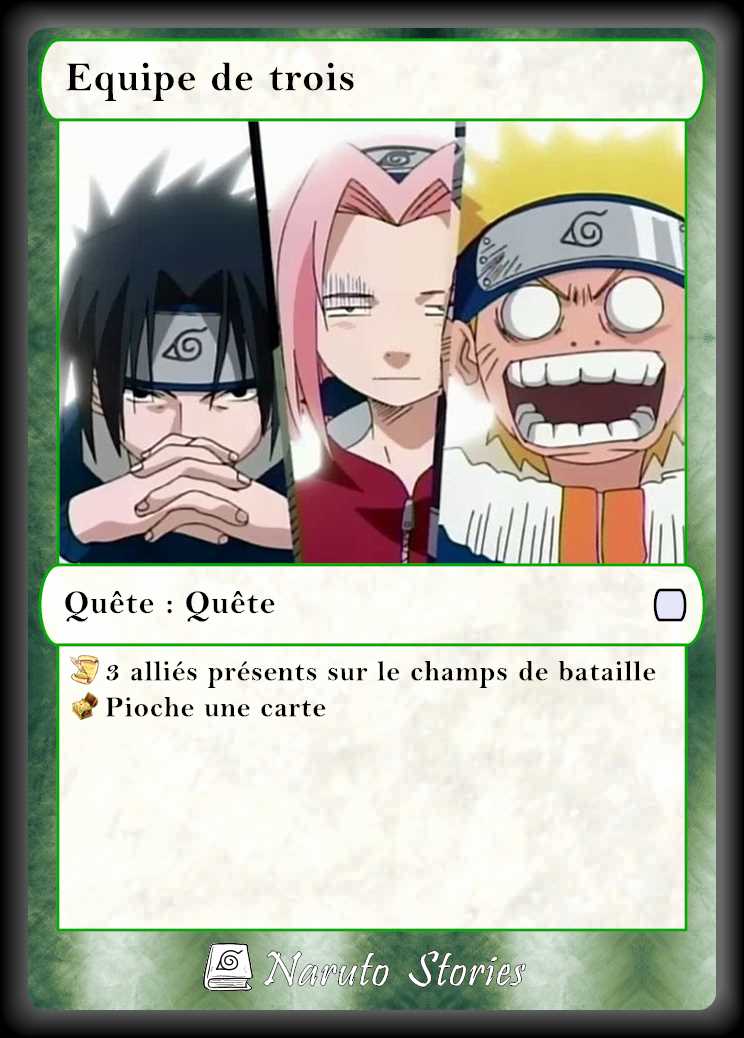 Equipe de trois
Quête : Quête
3 alliés présents sur le champs de bataille
Pioche une carte
Naruto Stories